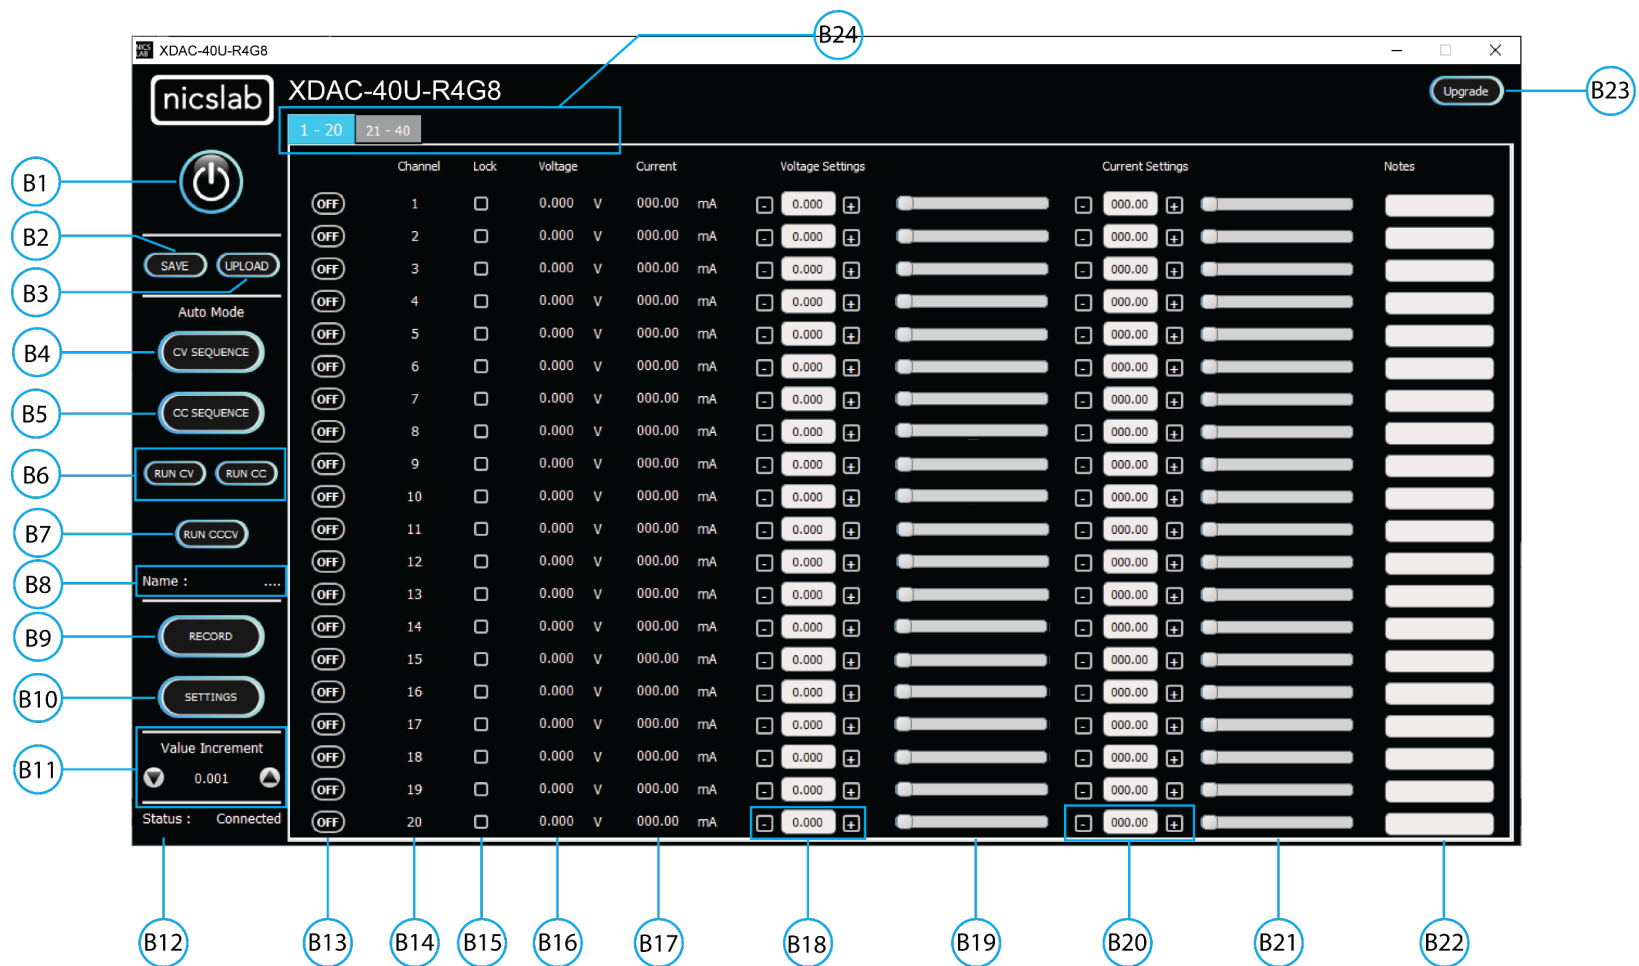 B24
NICS LAB XDAC-40U-R4G8
nicslab XDAC-40U-R4G8 Upgrade B23
1 - 20 21 - 40
Channel Lock Voltage Current Voltage Settings Current Settings Notes
B1
OFF 1 0.000 V 000.00 mA - 0.000 + - 000.00 +
B2
OFF 2 0.000 V 000.00 mA - 0.000 + - 000.00 +
SAVE UPLOAD
OFF 3 0.000 V 000.00 mA - 0.000 + - 000.00 +
B3
OFF 4 0.000 V 000.00 mA - 0.000 + - 000.00 +
Auto Mode
OFF 5 0.000 V 000.00 mA - 0.000 + - 000.00 +
B4 CV SEQUENCE
OFF 6 0.000 V 000.00 mA - 0.000 + - 000.00 +
OFF 7 0.000 V 000.00 mA - 0.000 + - 000.00 +
B5 CC SEQUENCE
OFF 8 0.000 V 000.00 mA - 0.000 + - 000.00 +
OFF 9 0.000 V 000.00 mA - 0.000 + - 000.00 +
B6 RUN CV RUN CC
OFF 10 0.000 V 000.00 mA - 0.000 + - 000.00 +
OFF 11 0.000 V 000.00 mA - 0.000 + - 000.00 +
B7 RUN CCCV
OFF 12 0.000 V 000.00 mA - 0.000 + - 000.00 +
B8 Name : ....
OFF 13 0.000 V 000.00 mA - 0.000 + - 000.00 +
OFF 14 0.000 V 000.00 mA - 0.000 + - 000.00 +
B9 RECORD
OFF 15 0.000 V 000.00 mA - 0.000 + - 000.00 +
OFF 16 0.000 V 000.00 mA - 0.000 + - 000.00 +
B10 SETTINGS
OFF 17 0.000 V 000.00 mA - 0.000 + - 000.00 +
Value Increment
OFF 18 0.000 V 000.00 mA - 0.000 + - 000.00 +
B11 0.001
OFF 19 0.000 V 000.00 mA - 0.000 + - 000.00 +
Status : Connected
OFF 20 0.000 V 000.00 mA - 0.000 + - 000.00 +
B12 B13 B14 B15 B16 B17 B18 B19 B20 B21 B22